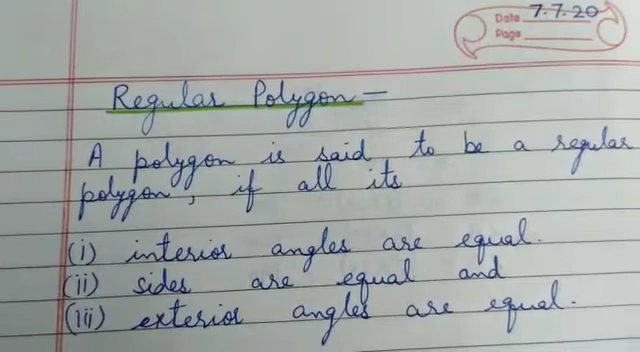 Date 7.7.20
Page
Regular Polygon -
A polygon is said to be a regular
polygon, if all its
(i) interior angles are equal.
(ii) sides are equal and
(iii) exterior angles are equal.